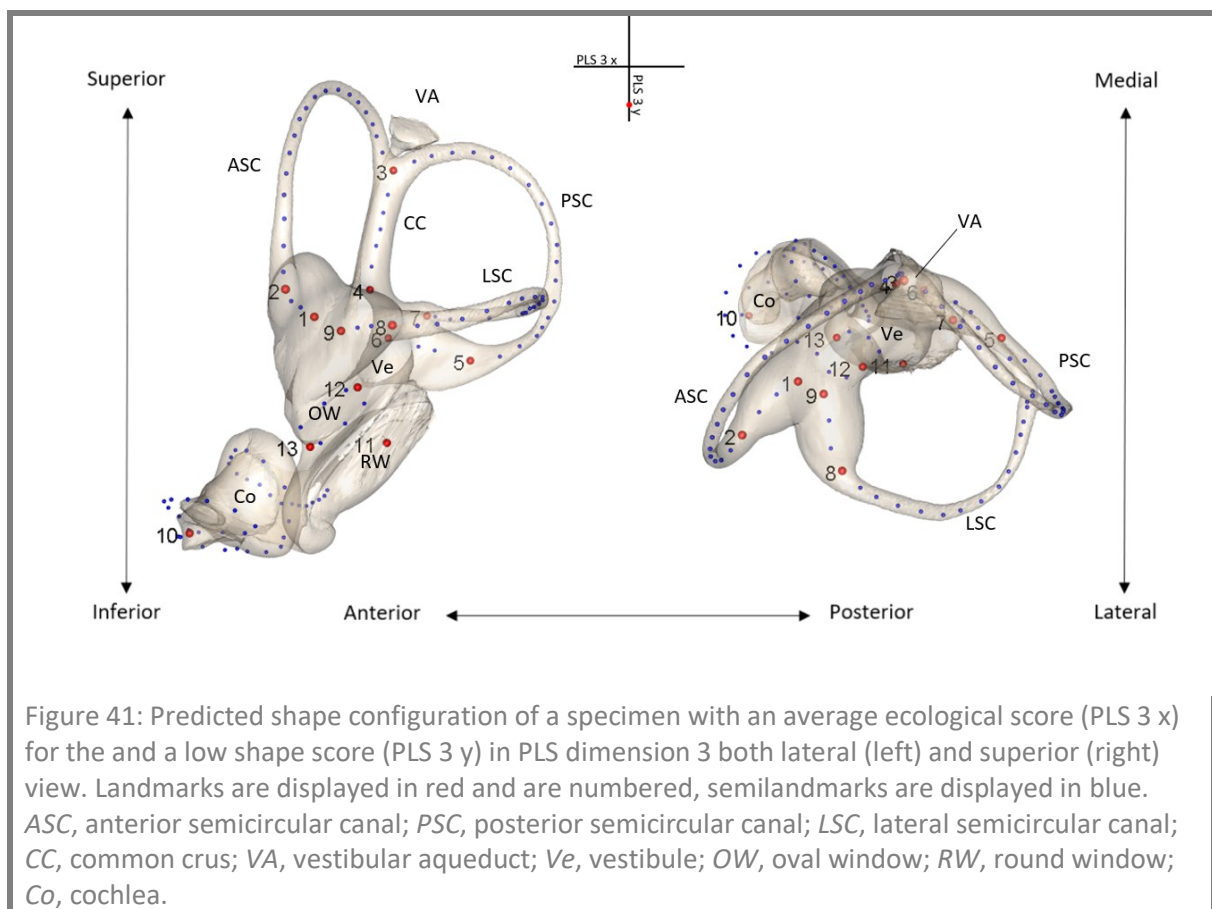 PLS 3 x
PLS 3 y
Superior
Medial
VA
ASC
3
PSC
CC
VA
LSC
2
4
Co
3
4
6
1
8
7
10
7
9
6
13
Ve
5
5
Ve
12
11
12
PSC
1
ASC
9
OW
2
13
11
8
RW
Co
LSC
10
Inferior
Anterior
Posterior
Lateral
Figure 41: Predicted shape configuration of a specimen with an average ecological score (PLS 3 x)
for the and a low shape score (PLS 3 y) in PLS dimension 3 both lateral (left) and superior (right)
view. Landmarks are displayed in red and are numbered, semilandmarks are displayed in blue.
ASC, anterior semicircular canal; PSC, posterior semicircular canal; LSC, lateral semicircular canal;
CC, common crus; VA, vestibular aqueduct; Ve, vestibule; OW, oval window; RW, round window;
Co, cochlea.